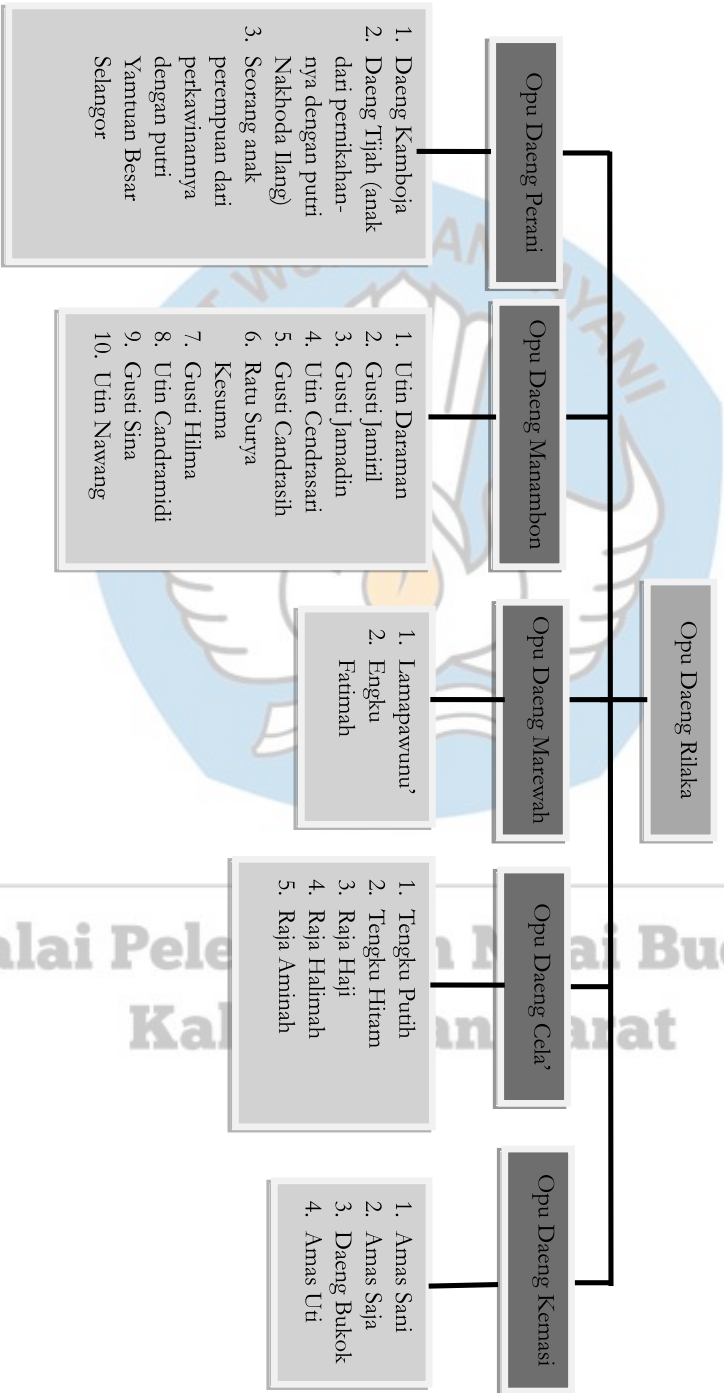 Opu Daeng Rilaka
Opu Daeng Perani
Opu Daeng Manambon
Opu Daeng Marewah
Opu Daeng Cela’
Opu Daeng Kemasi
1. Daeng Kamboja
2. Daeng Tijah (anak
dari pernikahan-
nya dengan putri
Nakhoda Ilang)
3. Seorang anak
perempuan dari
perkawinannya
dengan putri
Yamtuan Besar
Selangor
1. Utin Daraman
2. Gusti Jamiril
3. Gusti Jamadin
4. Utin Cendrasari
5. Gusti Candrasih
6. Ratu Surya
Kesuma
7. Gusti Hilma
8. Utin Candramidi
9. Gusti Sina
10. Utin Nawang
1. Lamapawunu’
2. Engku
Fatimah
1. Tengku Putih
2. Tengku Hitam
3. Raja Haji
4. Raja Halimah
5. Raja Aminah
1. Amas Sani
2. Amas Saja
3. Daeng Bukok
4. Amas Uti